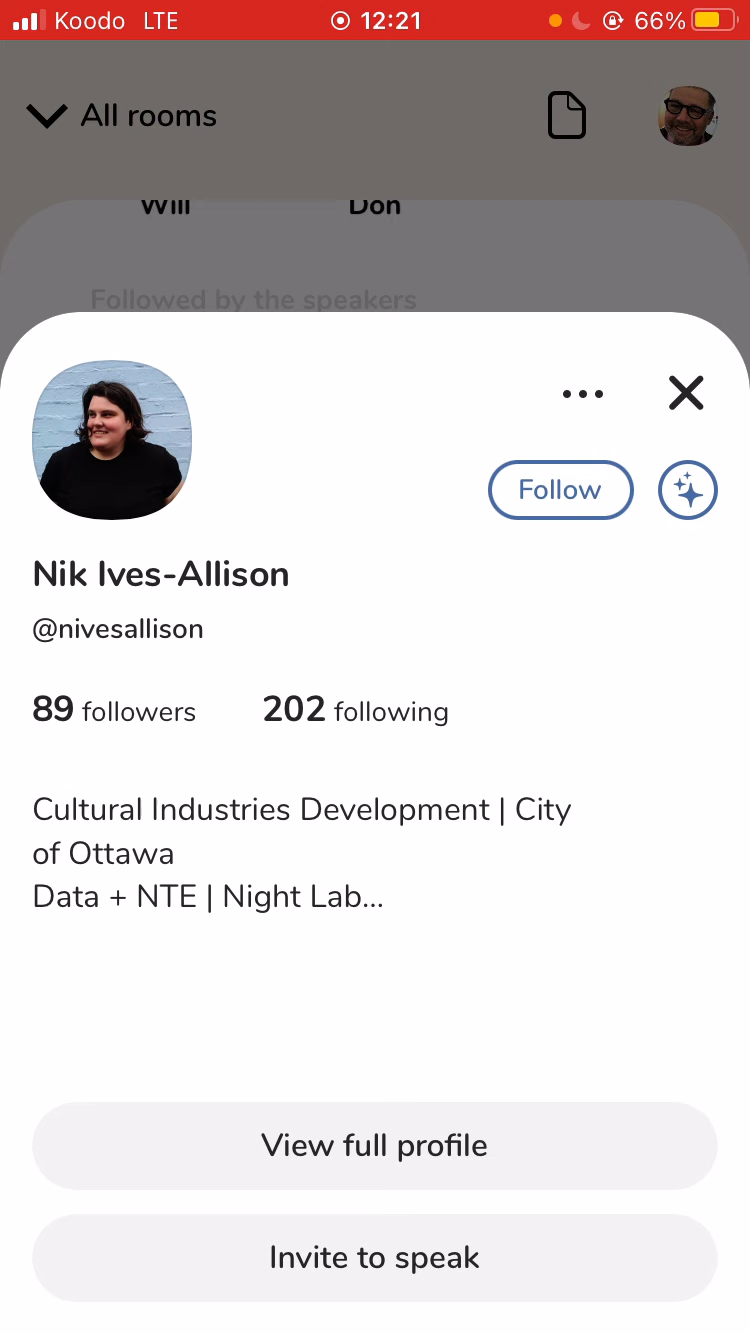 Koodo LTE 12:21 66%
All rooms
Will Don
Followed by the speakers
Follow
Nik Ives-Allison
@nivesallison
89 followers 202 following
Cultural Industries Development | City
of Ottawa
Data + NTE | Night Lab...
View full profile
Invite to speak